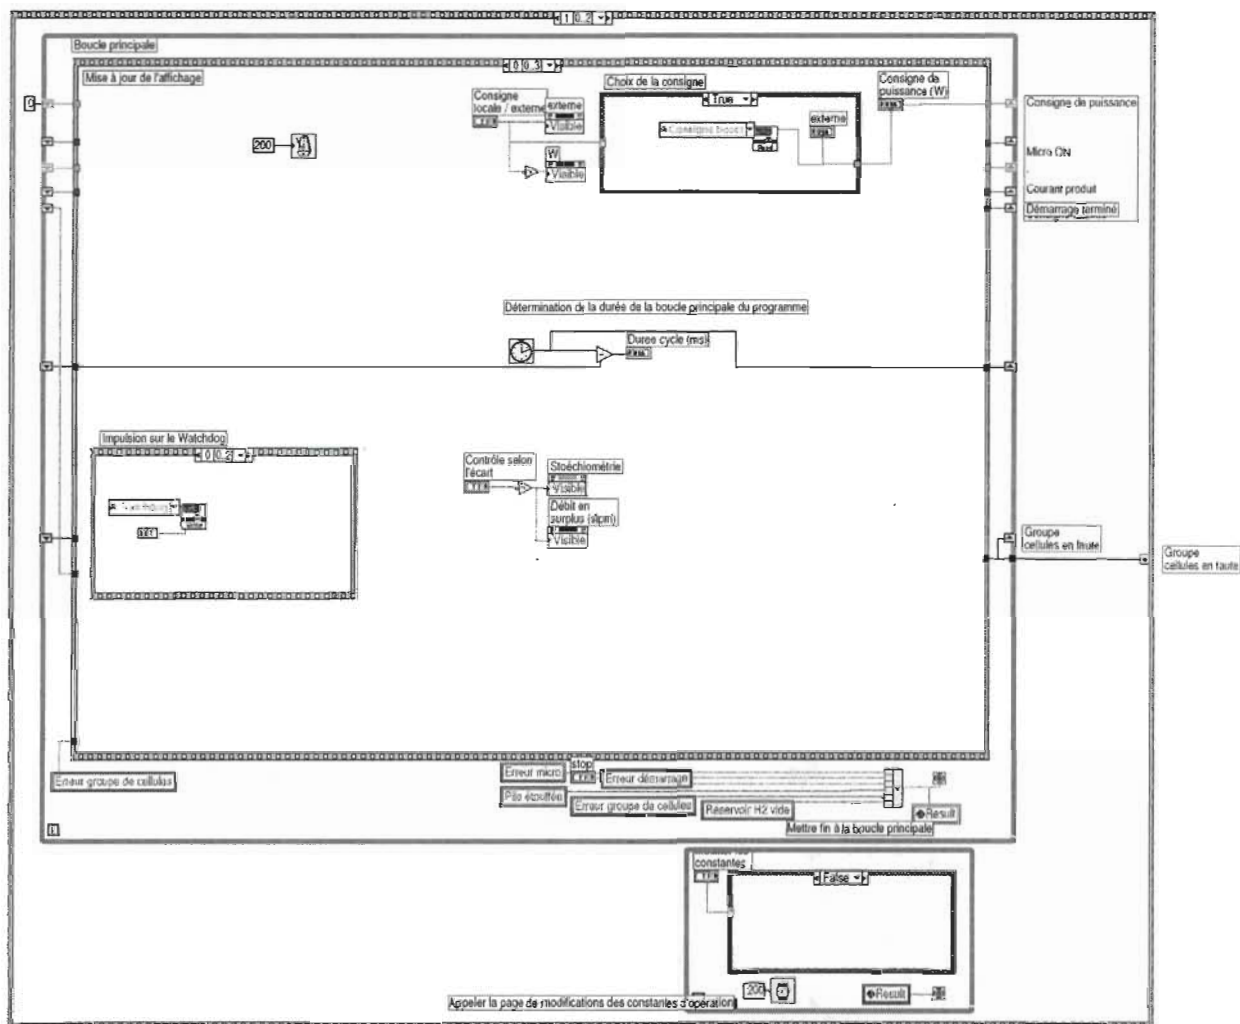 1 [0..2]
Boucle principale
0 [0..3]
Mise à jour de l'affichage
Choix de la consigne
Consigne de
puissance (W)
Consigne
locale / externe
externe
Visible
True
externe
Consigne de puissance
0
200
W
Visible
Micro ON
Courant produit
Démarrage terminé
Détermination de la durée de la boucle principale du programme
Durée cycle (ms)
Impulsion sur le Watchdog
0 [0..2]
Contrôle selon
l'écart
Stoéchiométrie
Visible
Débit en
surplus (slpm)
Visible
Groupe
cellules en faute
Groupe
cellules en faute
Erreur groupe de cellules
Erreur micro
stop
Erreur démarrage
Pile étouffée
Erreur groupe de cellules
Réservoir H2 vide
Result
Mettre fin à la boucle principale
constantes
False
200
Result
Appeler la page de modifications des constantes d'opération